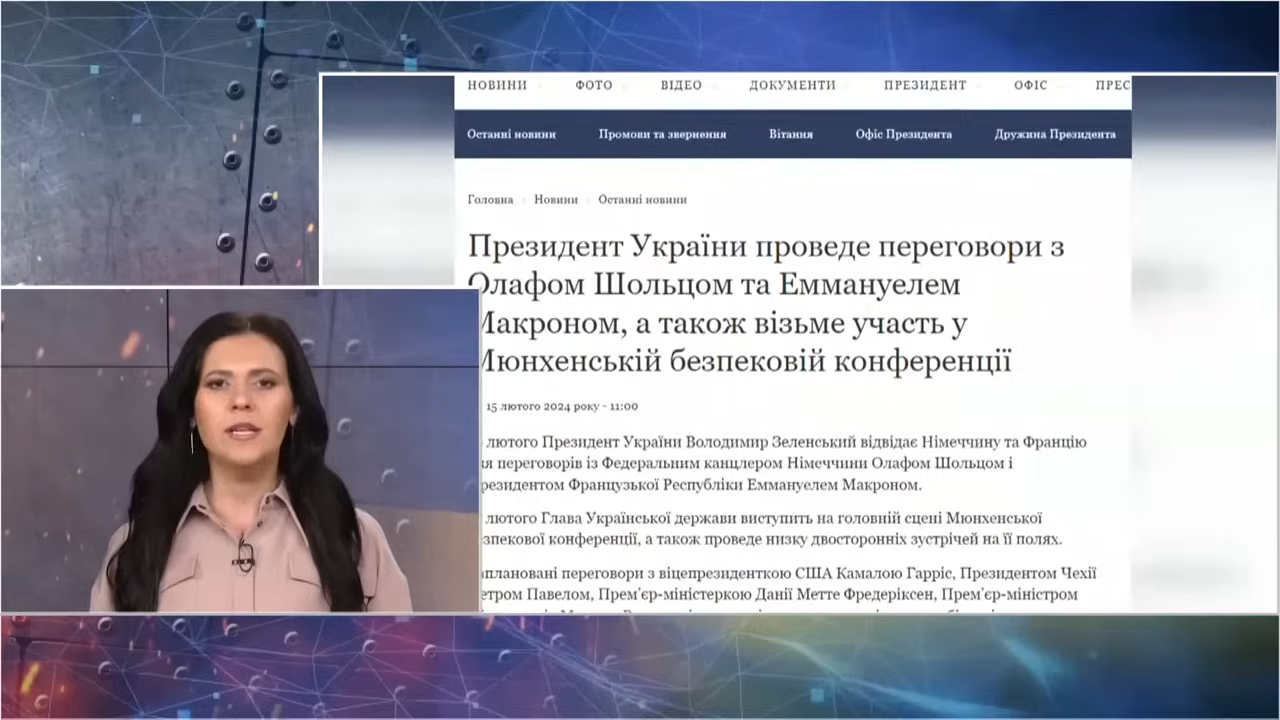 НОВИНИ ФОТО ВІДЕО ДОКУМЕНТИ ПРЕЗИДЕНТ ОФІС ПРЕС
Останні новини Промови та звернення Вітання Офіс Президента Дружина Президента
Головна Новини Останні новини
Президент України проведе переговори з
Олафом Шольцом та Еммануелем
Макроном, а також візьме участь у
Мюнхенській безпековій конференції
15 лютого 2024 року - 11:00
лютого Президент України Володимир Зеленський відвідає Німеччину та Францію
переговорів із Федеральним канцлером Німеччини Олафом Шольцом і
резидентом Французької Республіки Еммануелем Макроном.
лютого Глава Української держави виступить на головній сцені Мюнхенської
зпекової конференції, а також проведе низку двосторонніх зустрічей на її полях.
аплановані переговори з віцепрезиденткою США Камалою Гарріс, Президентом Чехії
етром Павелом, Прем'єр-міністеркою Данії Метте Фредеріксен, Прем'єр-міністром